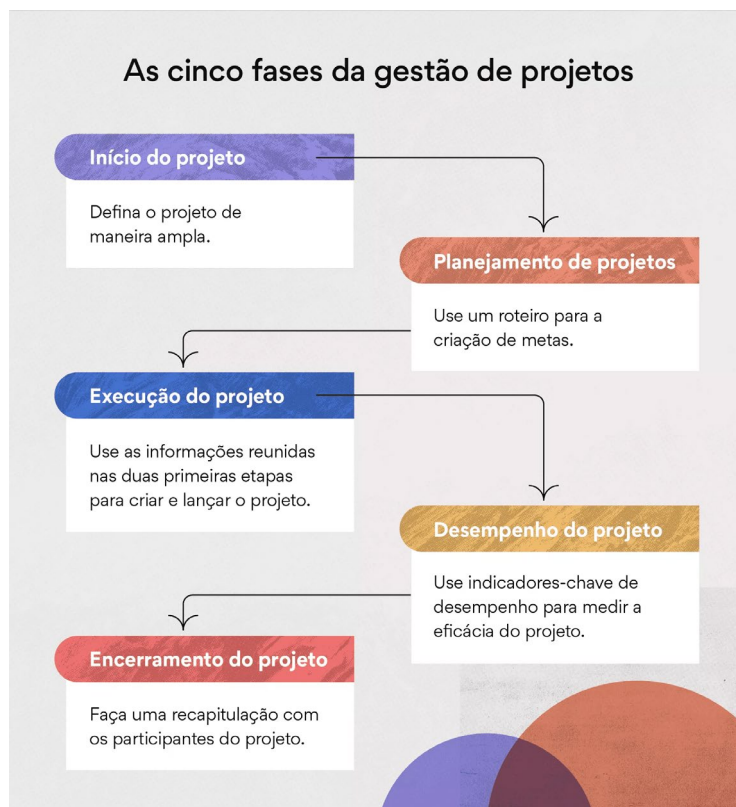 As cinco fases da gestão de projetos
Início do projeto
Defina o projeto de
maneira ampla.
Planejamento de projetos
Use um roteiro para a
criação de metas.
Execução do projeto
Use as informações reunidas
nas duas primeiras etapas
para criar e lançar o projeto.
Desempenho do projeto
Use indicadores-chave de
desempenho para medir a
eficácia do projeto.
Encerramento do projeto
Faça uma recapitulação com
os participantes do projeto.